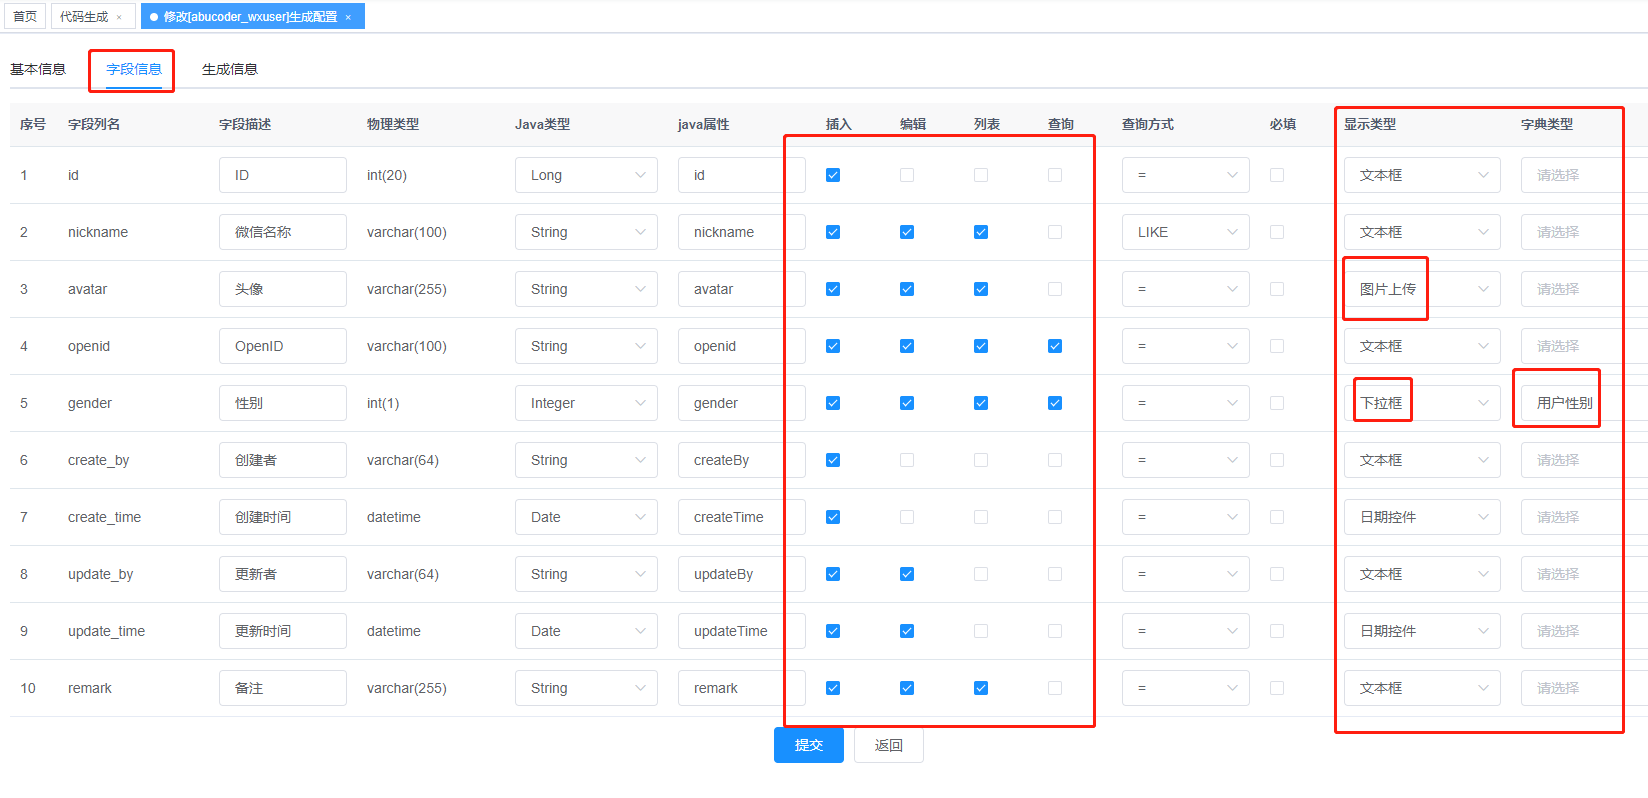 首页 代码生成 × 修改[abucoder_wxuser]生成配置 ×
基本信息 字段信息 生成信息
序号 字段列名 字段描述 物理类型 Java类型 java属性 插入 编辑 列表 查询 查询方式 必填 显示类型 字典类型
1 id ID int(20) Long id = 文本框 请选择
2 nickname 微信名称 varchar(100) String nickname LIKE 文本框 请选择
3 avatar 头像 varchar(255) String avatar = 图片上传 请选择
4 openid OpenID varchar(100) String openid = 文本框 请选择
5 gender 性别 int(1) Integer gender = 下拉框 用户性别
6 create_by 创建者 varchar(64) String createBy = 文本框 请选择
7 create_time 创建时间 datetime Date createTime = 日期控件 请选择
8 update_by 更新者 varchar(64) String updateBy = 文本框 请选择
9 update_time 更新时间 datetime Date updateTime = 日期控件 请选择
10 remark 备注 varchar(255) String remark = 文本框 请选择
提交 返回